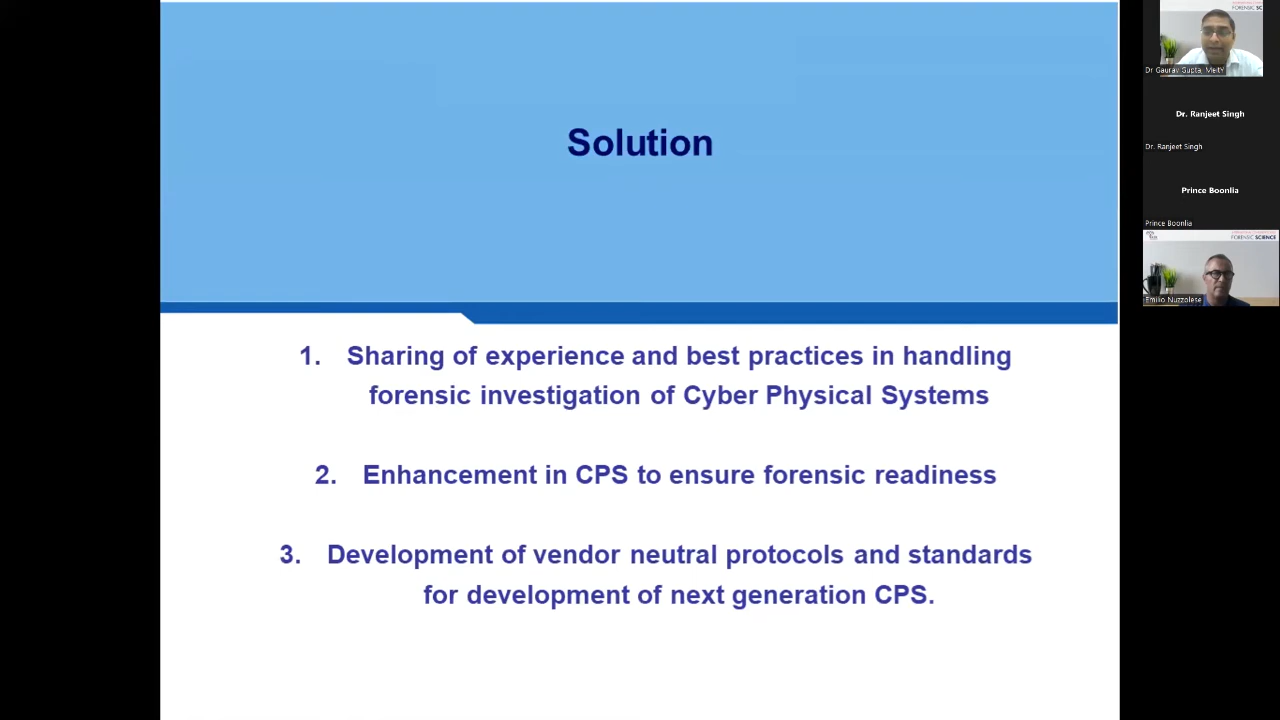 Solution
1. Sharing of experience and best practices in handling
forensic investigation of Cyber Physical Systems
2. Enhancement in CPS to ensure forensic readiness
3. Development of vendor neutral protocols and standards
for development of next generation CPS.
FORENSIC SC
Dr Gaurav Gupta, MeitY
Dr. Ranjeet Singh
Dr. Ranjeet Singh
Prince Boonlia
Prince Boonlia
FORENSIC SCIENCE
Emilio Nuzzolese